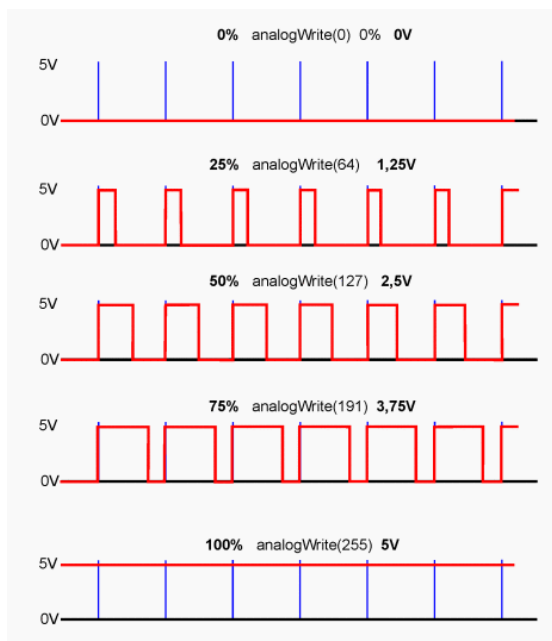 0% analogWrite(0) 0% 0V
5V
0V
25% analogWrite(64) 1,25V
5V
0V
50% analogWrite(127) 2,5V
5V
0V
75% analogWrite(191) 3,75V
5V
0V
100% analogWrite(255) 5V
5V
0V